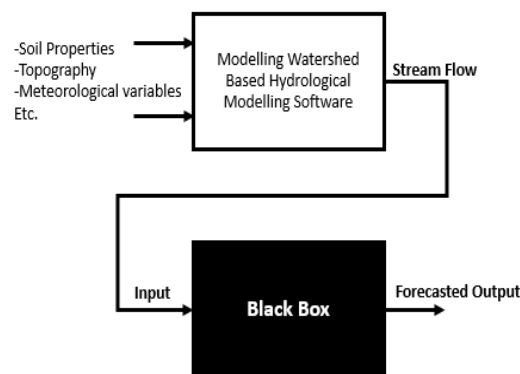 -Soil Properties
-Topography
-Meteorological variables
Etc.
Modelling Watershed
Based Hydrological
Modelling Software
Stream Flow
Input
Black Box
Forecasted Output